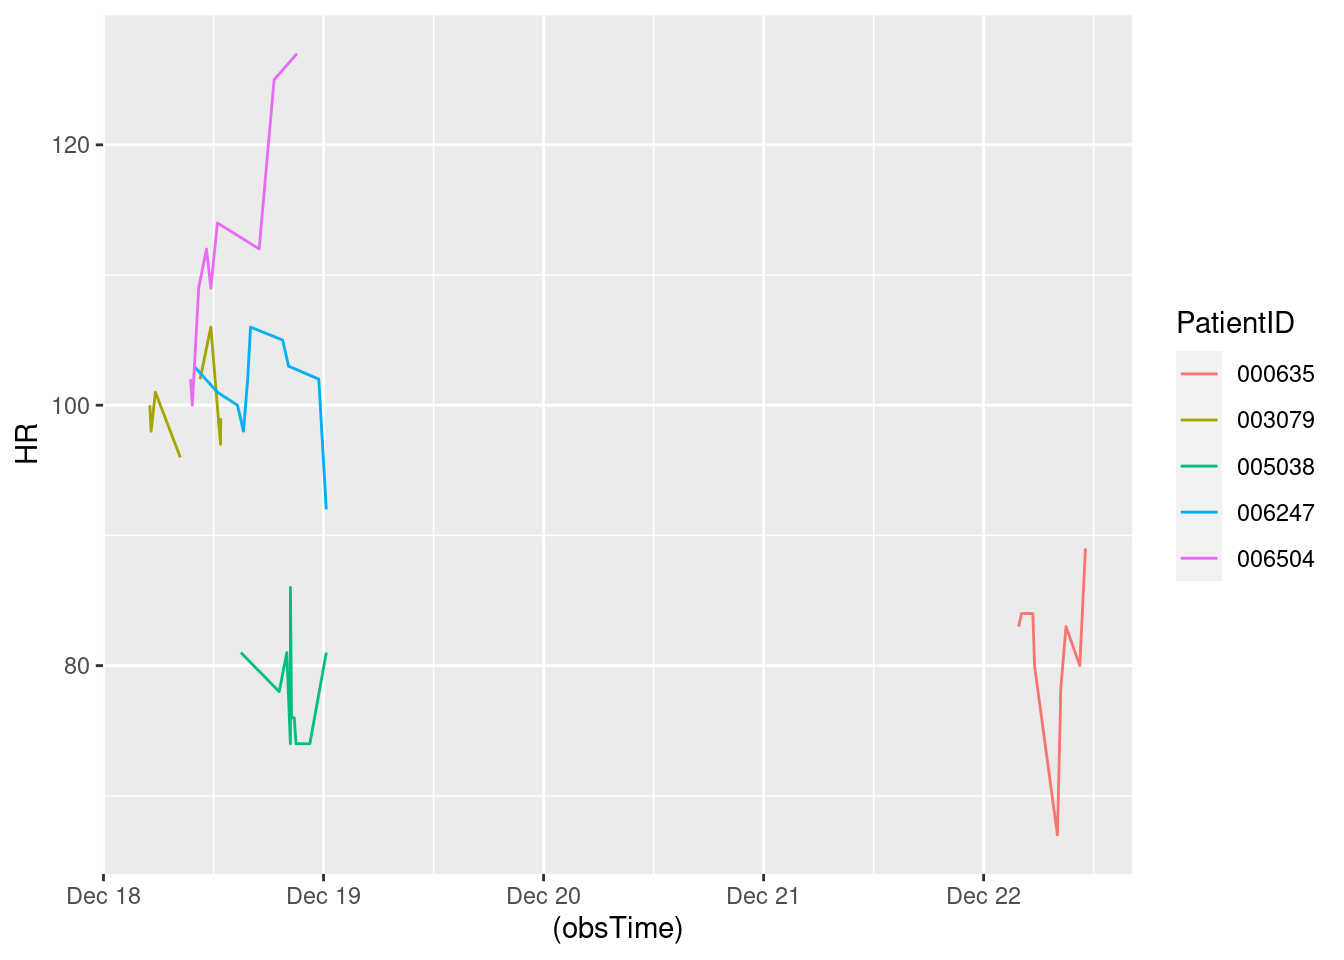 120
100
80
HR
Dec 18
Dec 19
Dec 20
Dec 21
Dec 22
(obsTime)
PatientID
000635
003079
005038
006247
006504